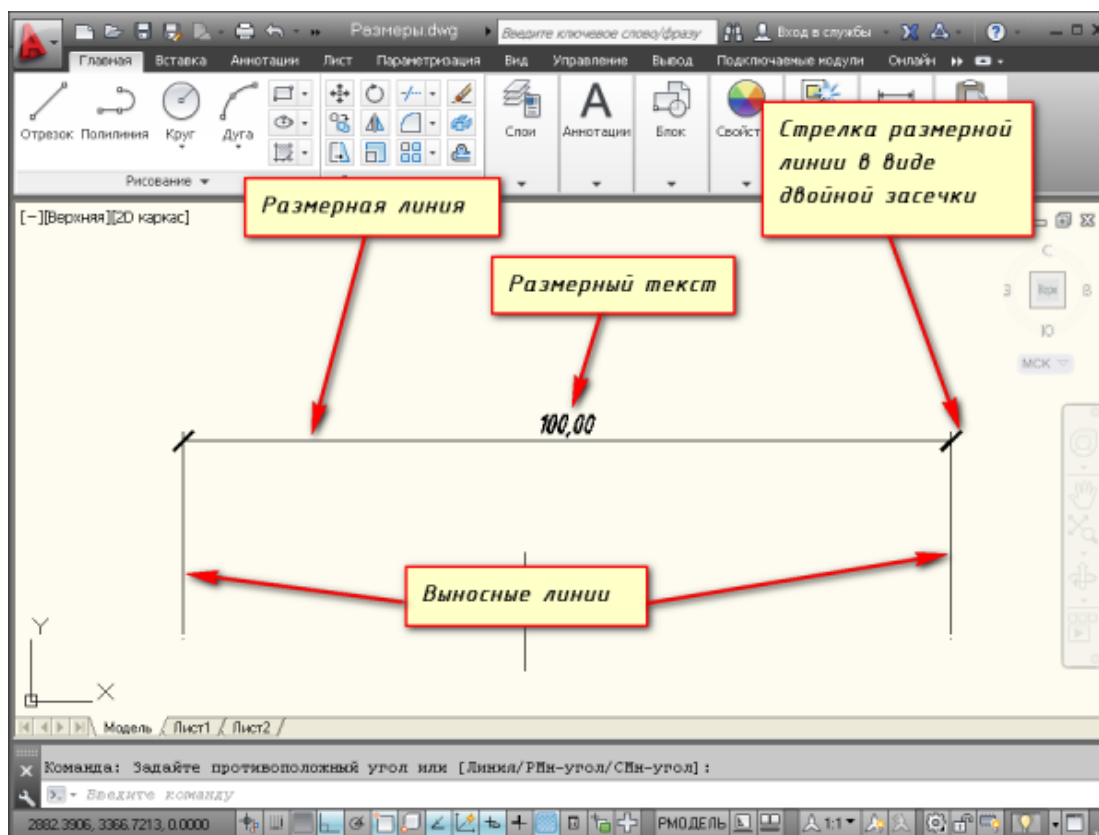 Размеры.dwg Введите ключевое слово/фразу Вход в службы
Главная Вставка Аннотации Лист Параметризация Вид Управление Вывод Подключаемые модули Онлайн
Отрезок Полилиния Круг Дуга Слои Аннотации Блок Свойст
Рисование
Стрелка размерной
линии в виде
двойной засечки
Размерная линия
[−][Верхняя][2D каркас]
Размерный текст
С
З Верх В
Ю
МСК
100,00
Выносные линии
Y
X
Модель Лист1 Лист2
Команда: Задайте противоположный угол или [Линия/РМн-угол/СМн-угол]:
Введите команду
2882.3906, 3366.7213, 0.0000 РМОДЕЛЬ 1:1